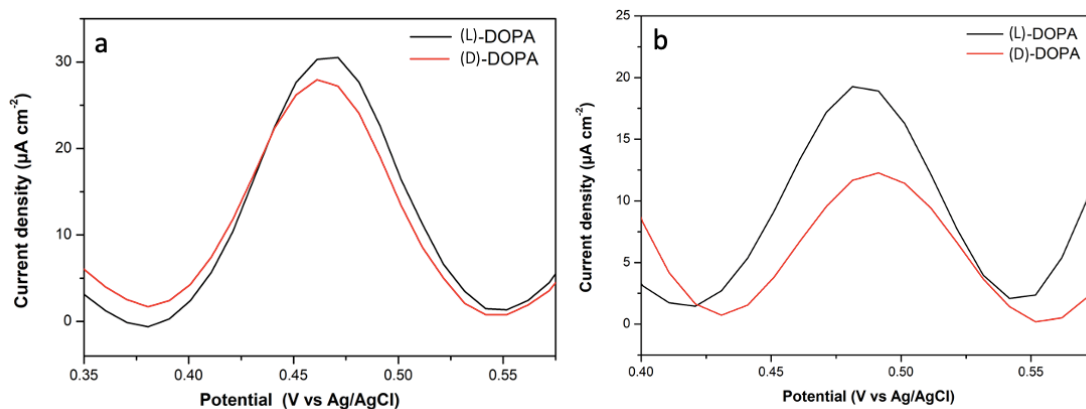 a
(L)-DOPA
(D)-DOPA
30
20
10
0
Current density (µA cm⁻²)
0.35 0.40 0.45 0.50 0.55
Potential (V vs Ag/AgCl)
b
(L)-DOPA
(D)-DOPA
25
20
15
10
5
0
Current density (µA cm⁻²)
0.40 0.45 0.50 0.55
Potential (V vs Ag/AgCl)